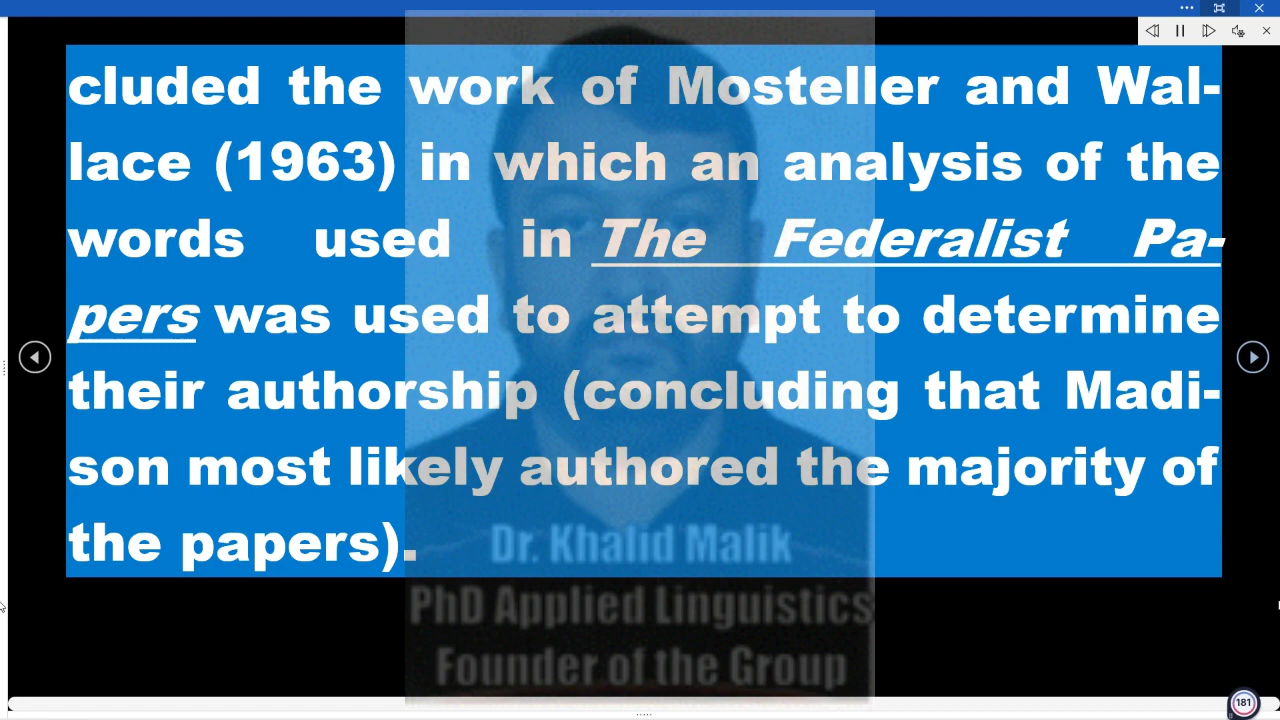 cluded the work of Mosteller and Wal-
lace (1963) in which an analysis of the
words used in The Federalist Pa-
pers was used to attempt to determine
their authorship (concluding that Madi-
son most likely authored the majority of
the papers).
Dr. Khalid Malik
PhD Applied Linguistics
Founder of the Group
181